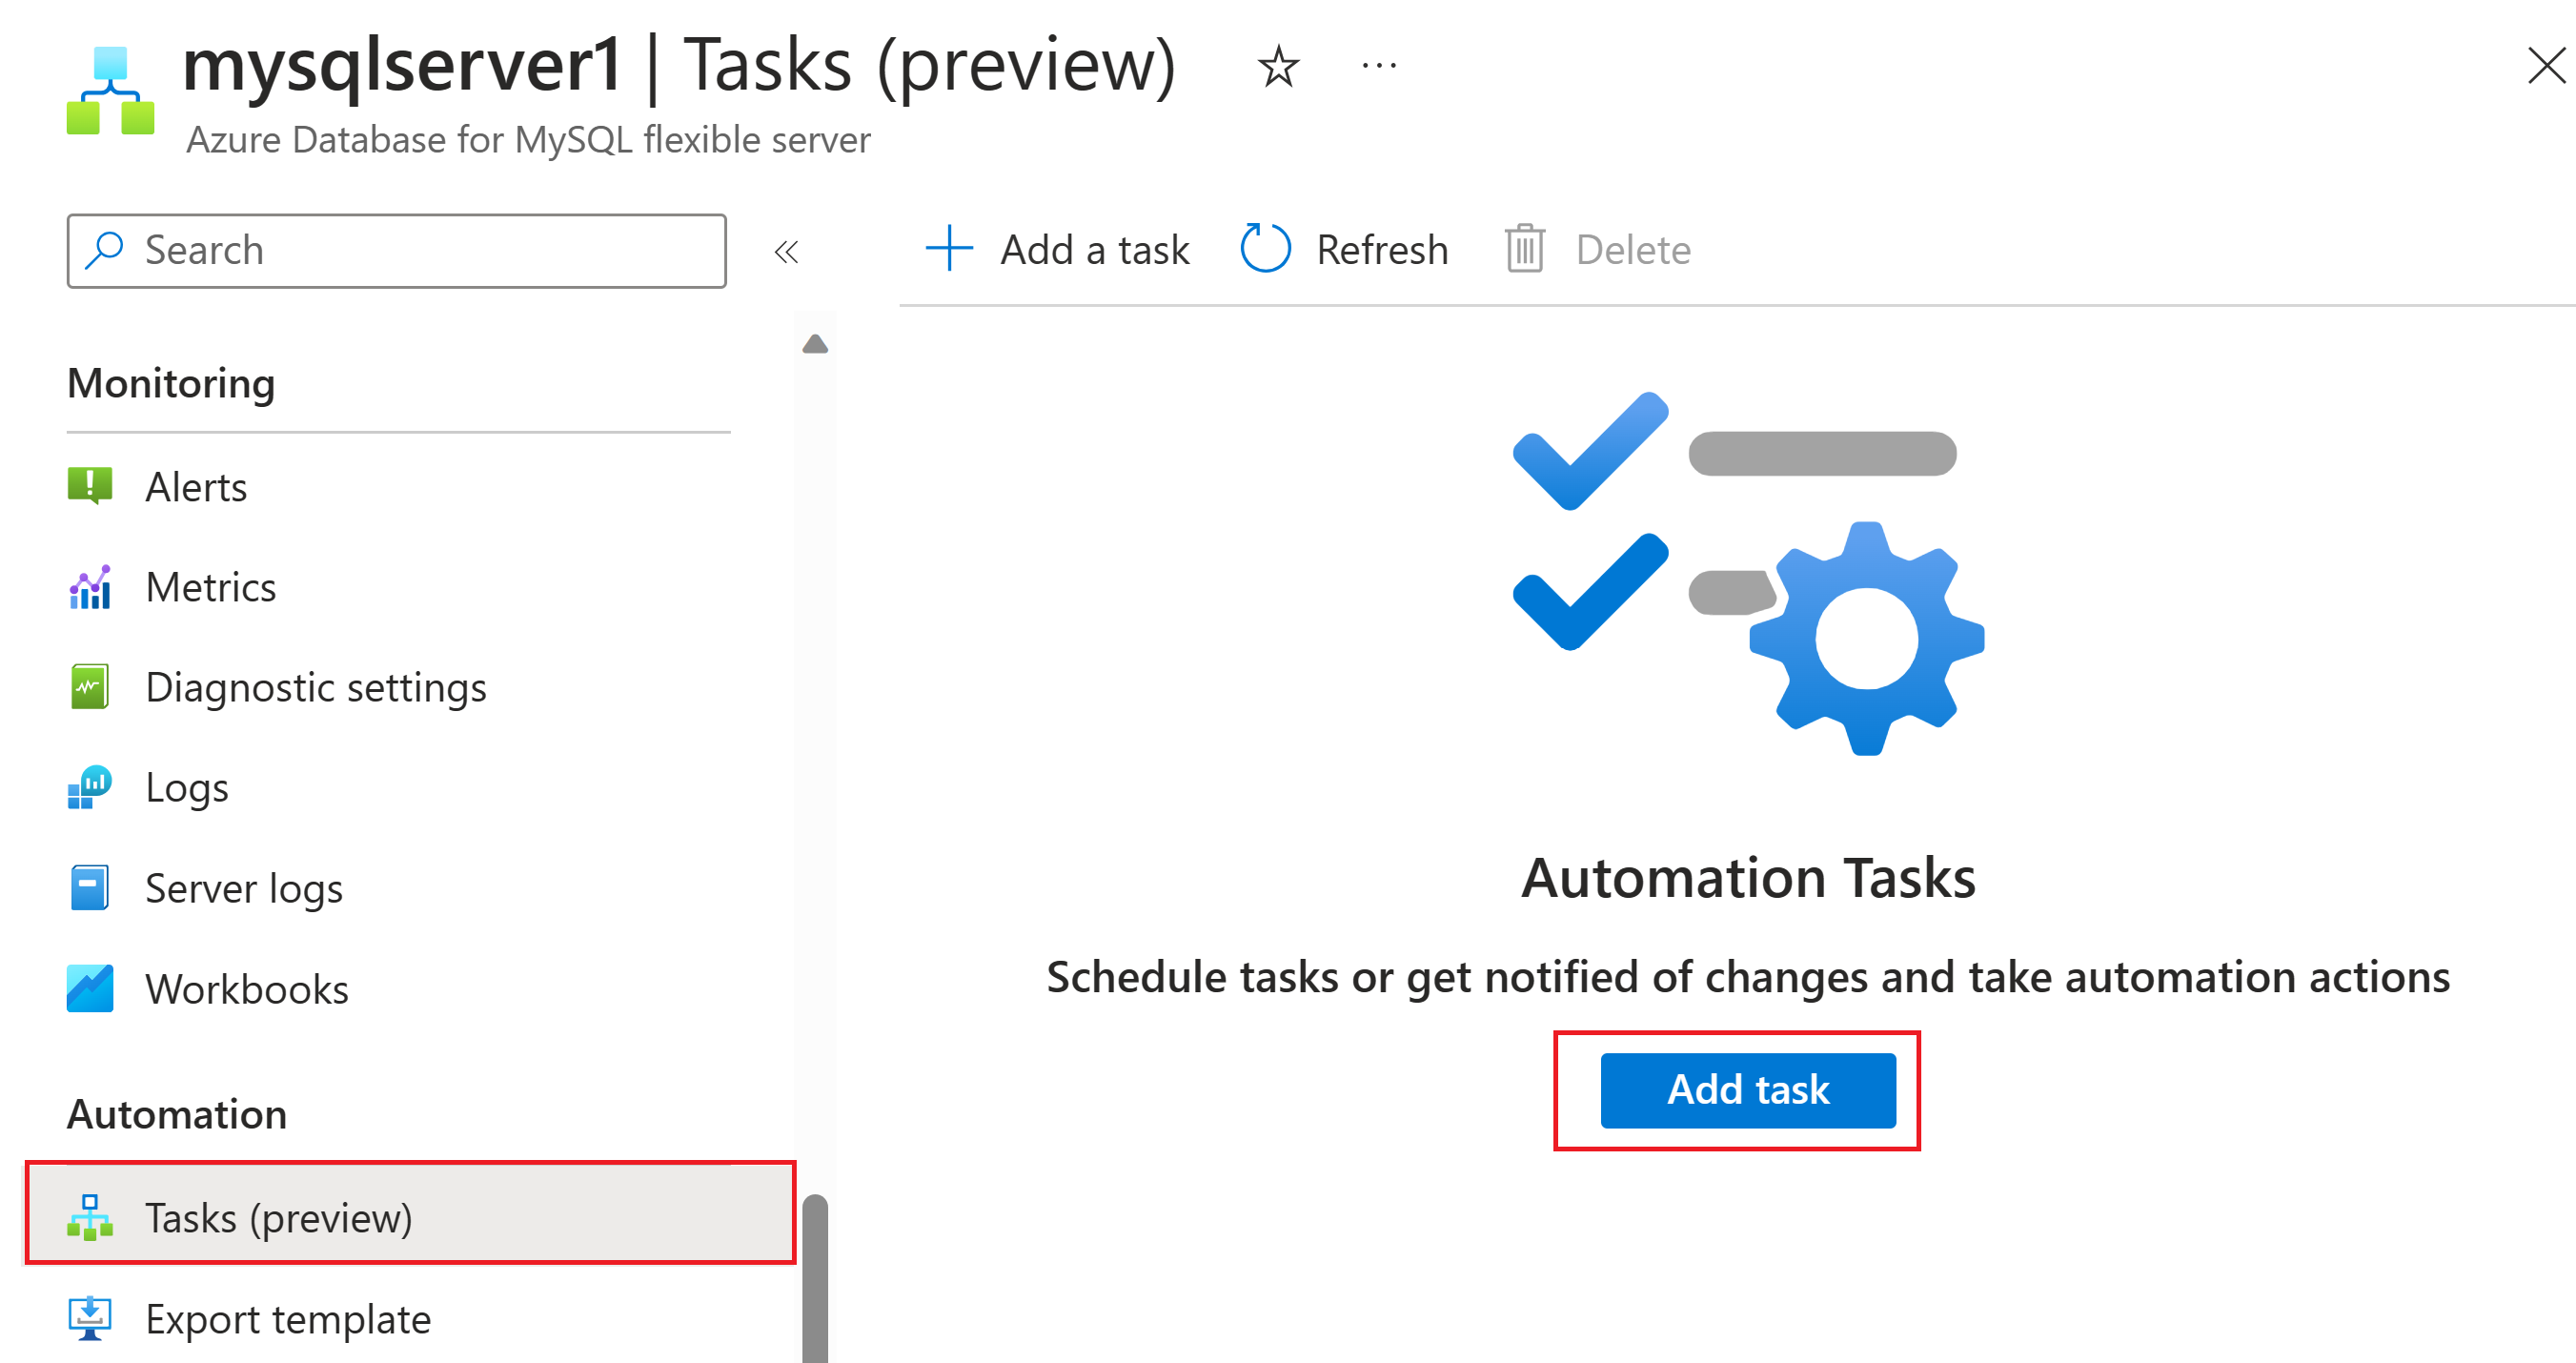 mysqlserver1 | Tasks (preview)
Azure Database for MySQL flexible server
Search
Add a task
Refresh
Delete
Monitoring
Alerts
Metrics
Diagnostic settings
Logs
Server logs
Workbooks
Automation
Tasks (preview)
Export template
Automation Tasks
Schedule tasks or get notified of changes and take automation actions
Add task